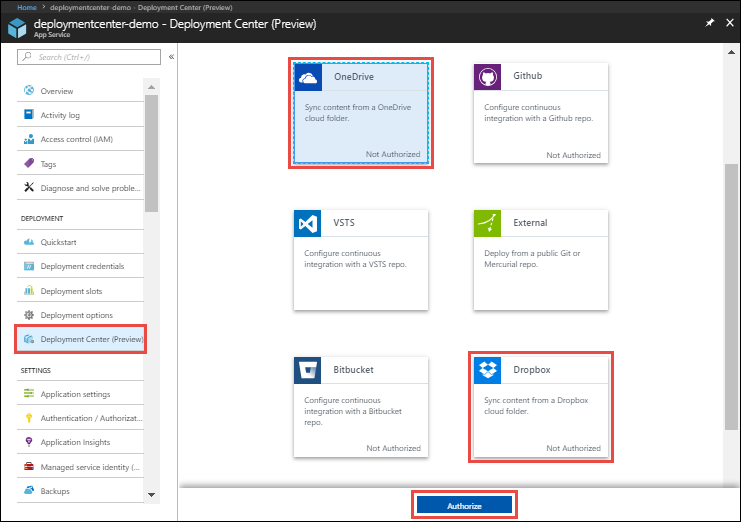 Home > deploymentcenter-demo - Deployment Center (Preview)
deploymentcenter-demo - Deployment Center (Preview)
App Service
Search (Ctrl+/)
Overview
Activity log
Access control (IAM)
Tags
Diagnose and solve proble...
DEPLOYMENT
Quickstart
Deployment credentials
Deployment slots
Deployment options
Deployment Center (Preview)
SETTINGS
Application settings
Authentication / Authorizat...
Application Insights
Managed service identity (...
Backups
OneDrive
Sync content from a OneDrive
cloud folder.
Not Authorized
Github
Configure continuous
integration with a Github repo.
Not Authorized
VSTS
Configure continuous
integration with a VSTS repo.
External
Deploy from a public Git or
Mercurial repo.
Bitbucket
Configure continuous
integration with a Bitbucket
repo.
Not Authorized
Dropbox
Sync content from a Dropbox
cloud folder.
Not Authorized
Authorize